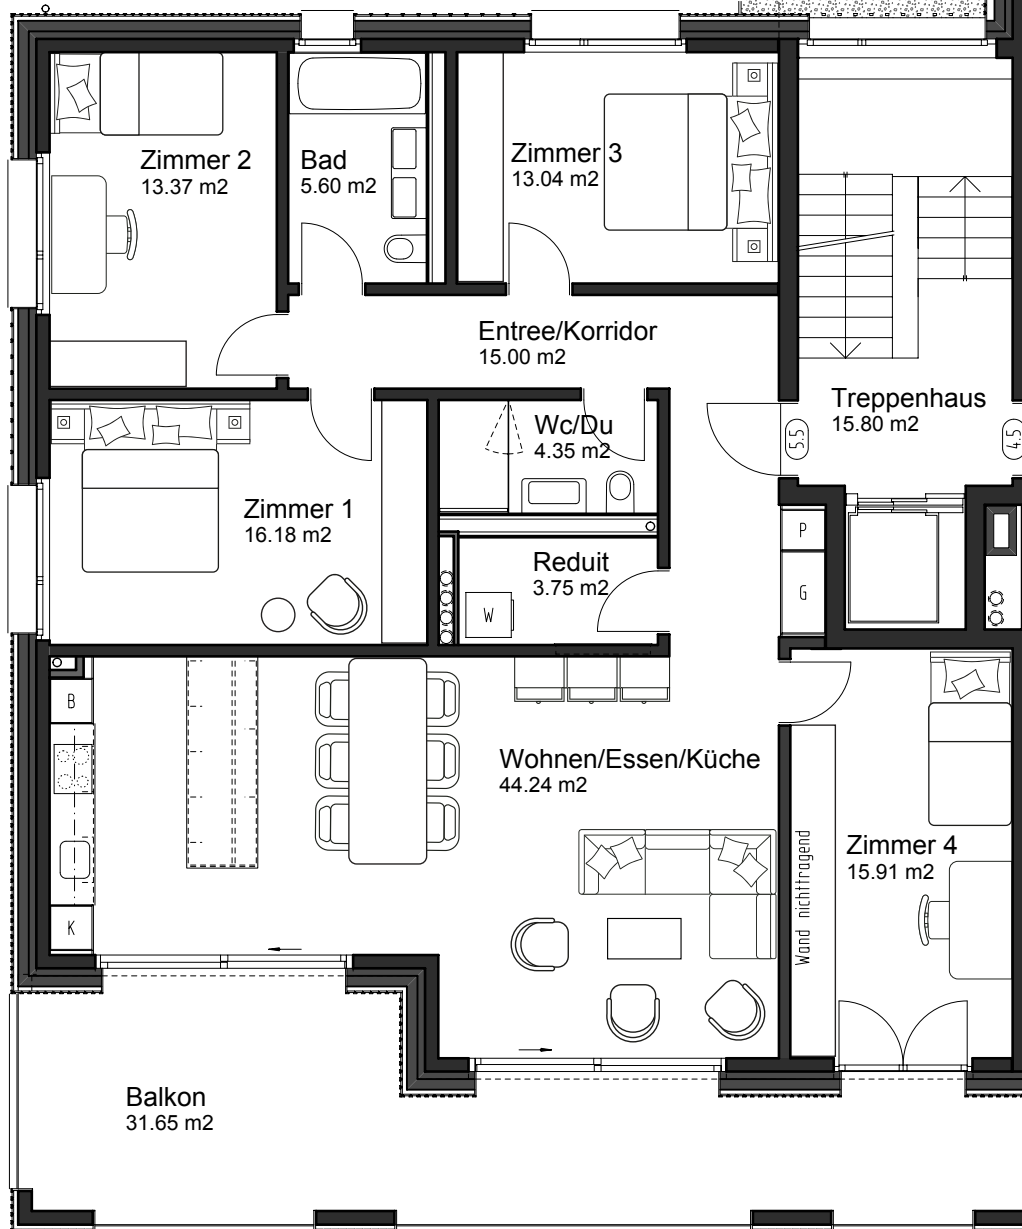 Zimmer 2
13.37 m2
Bad
5.60 m2
Zimmer 3
13.04 m2
Entree/Korridor
15.00 m2
Treppenhaus
15.80 m2
5.5
4.5
Wc/Du
4.35 m2
Zimmer 1
16.18 m2
Reduit
3.75 m2
W
P
G
B
K
Wohnen/Essen/Küche
44.24 m2
Wand nichttragend
Zimmer 4
15.91 m2
Balkon
31.65 m2